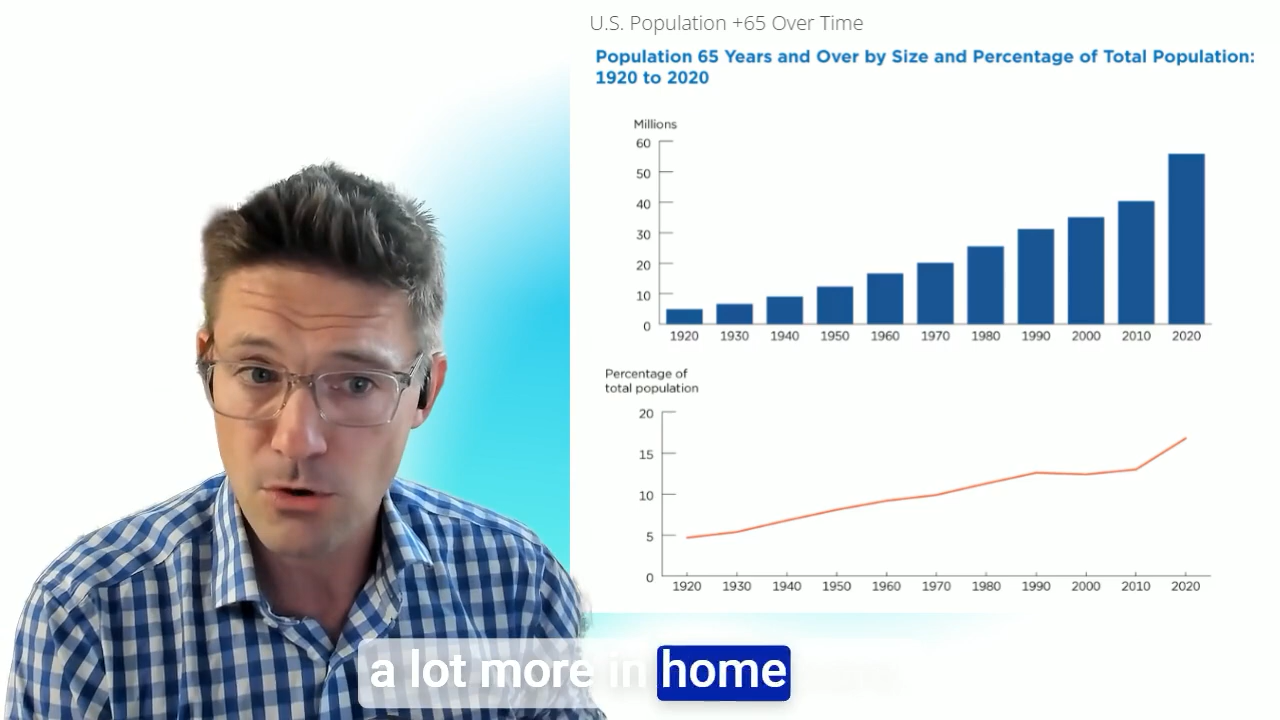 U.S. Population +65 Over Time
Population 65 Years and Over by Size and Percentage of Total Population:
1920 to 2020
Millions
60
50
40
30
20
10
0
1920 1930 1940 1950 1960 1970 1980 1990 2000 2010 2020
Percentage of
total population
20
15
10
5
0
1920 1930 1940 1950 1960 1970 1980 1990 2000 2010 2020
a lot more in home